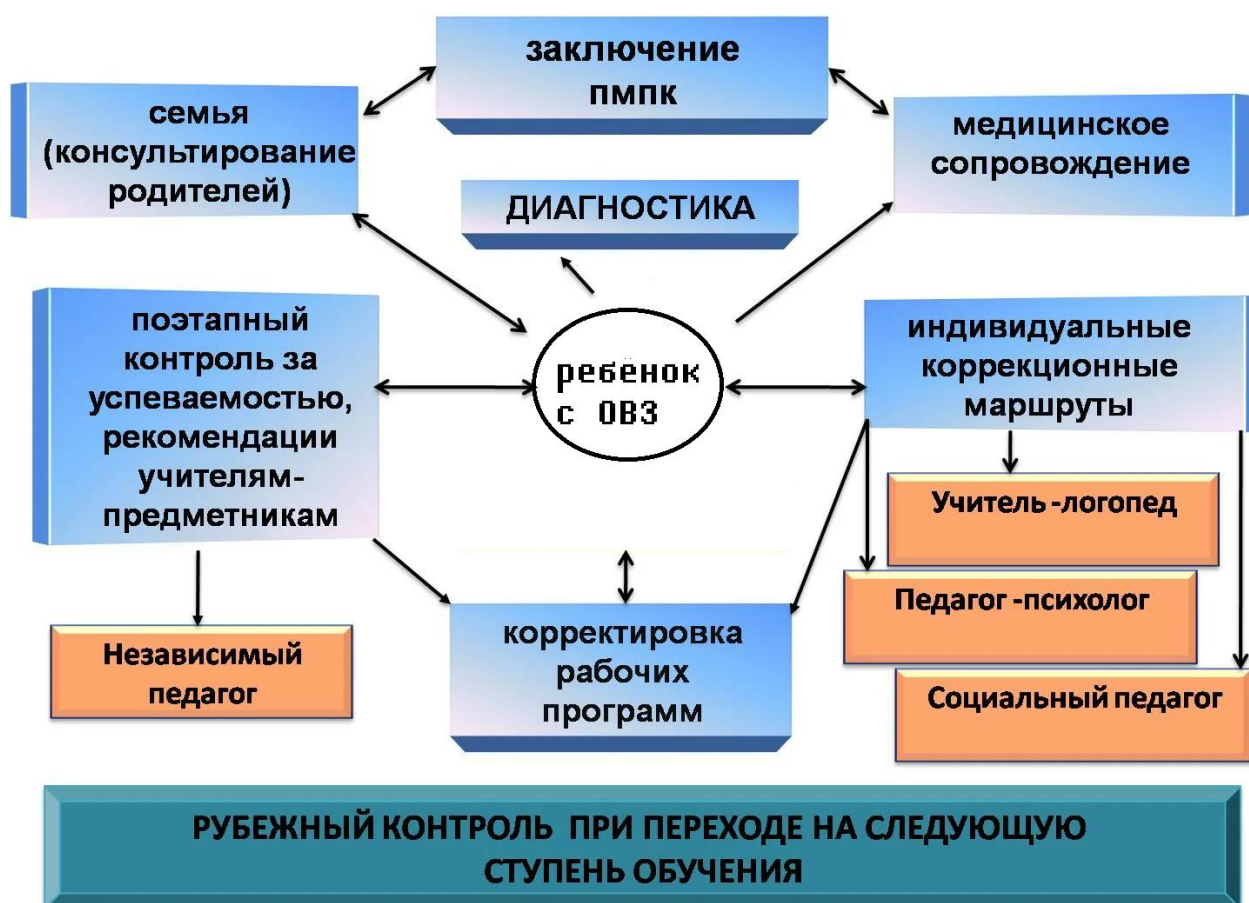 заключение
пмпк
семья
(консультирование
родителей)
медицинское
сопровождение
ДИАГНОСТИКА
поэтапный
контроль за
успеваемостью,
рекомендации
учителям-
предметникам
ребёнок
с ОВЗ
индивидуальные
коррекционные
маршруты
Учитель -логопед
Педагог -психолог
Социальный педагог
Независимый
педагог
корректировка
рабочих
программ
РУБЕЖНЫЙ КОНТРОЛЬ ПРИ ПЕРЕХОДЕ НА СЛЕДУЮЩУЮ
СТУПЕНЬ ОБУЧЕНИЯ